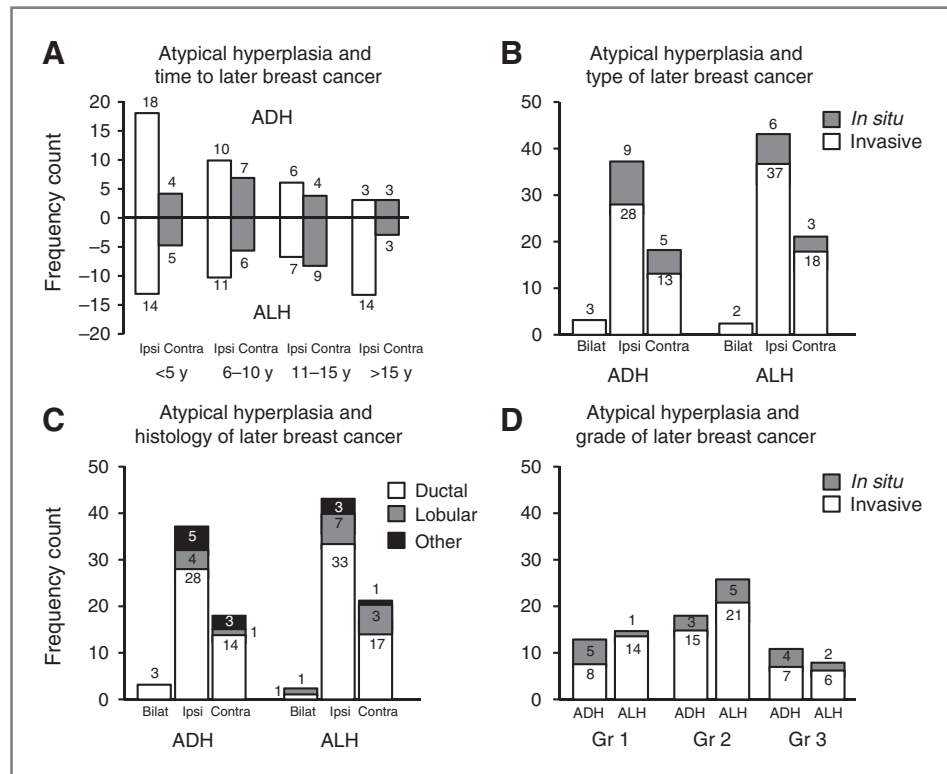 A
Atypical hyperplasia and
time to later breast cancer
Frequency count
20
15
10
5
0
−5
−10
−15
−20
ADH
18
4
10
7
6
4
3 3
14
5
11
6
7
9
14
3
ALH
Ipsi Contra Ipsi Contra Ipsi Contra Ipsi Contra
<5 y 6–10 y 11–15 y >15 y
B
Atypical hyperplasia and
type of later breast cancer
In situ
Invasive
50
40
30
20
10
0
3
9
28
5
13
2
6
37
3
18
Bilat Ipsi Contra Bilat Ipsi Contra
ADH ALH
C
Atypical hyperplasia and
histology of later breast cancer
Frequency count
Ductal
Lobular
Other
50
40
30
20
10
0
3
5
4
28
3
1
14
1
1
3
7
33
1
3
17
Bilat Ipsi Contra Bilat Ipsi Contra
ADH ALH
D
Atypical hyperplasia and
grade of later breast cancer
In situ
Invasive
50
40
30
20
10
0
5
8
1
14
3
15
5
21
4
7
2
6
ADH ALH ADH ALH ADH ALH
Gr 1 Gr 2 Gr 3